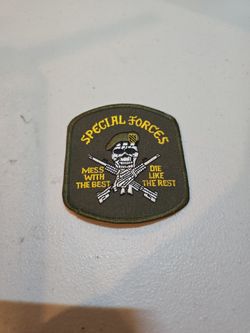 SPECIAL FORCES
MESS
WITH
THE BEST
DIE
LIKE
THE REST